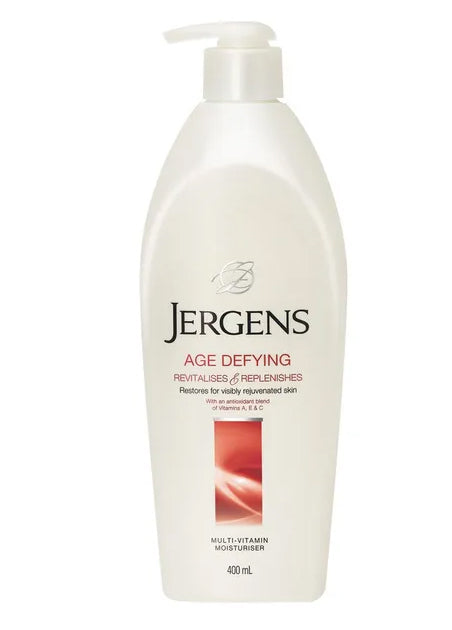 JERGENS
AGE DEFYING
REVITALISES & REPLENISHES
Restores for visibly rejuvenated skin
With an antioxidant blend
of Vitamins A, E & C
MULTI-VITAMIN
MOISTURISER
400 mL